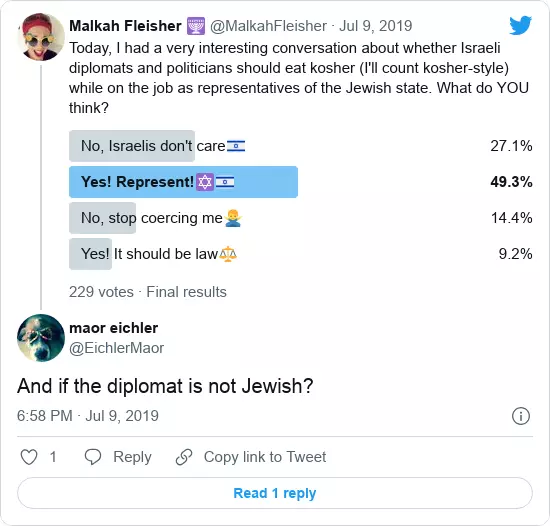 Malkah Fleisher 🕎 @MalkahFleisher · Jul 9, 2019
Today, I had a very interesting conversation about whether Israeli
diplomats and politicians should eat kosher (I'll count kosher-style)
while on the job as representatives of the Jewish state. What do YOU
think?
No, Israelis don't care🇮🇱 27.1%
Yes! Represent!✡️🇮🇱 49.3%
No, stop coercing me🙅‍♂️ 14.4%
Yes! It should be law⚖️ 9.2%
229 votes · Final results
maor eichler
@EichlerMaor
And if the diplomat is not Jewish?
6:58 PM · Jul 9, 2019
1 Reply Copy link to Tweet
Read 1 reply